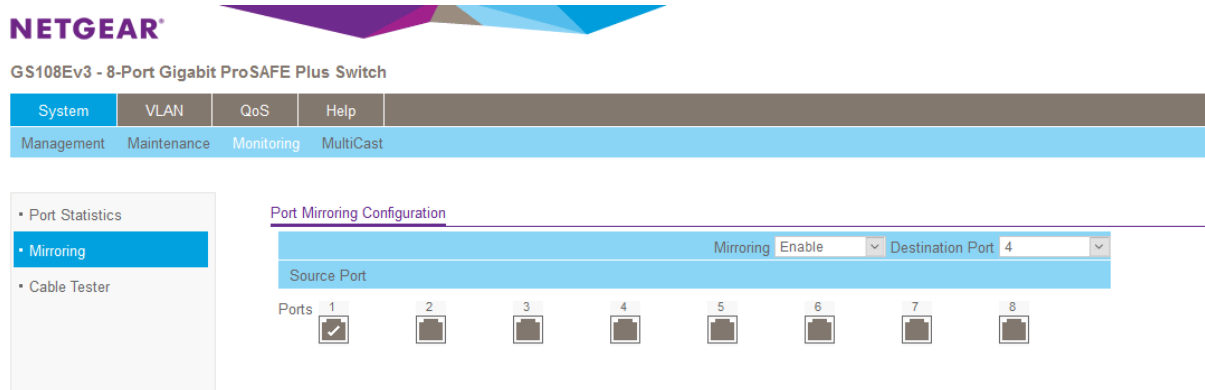 NETGEAR®
GS108Ev3 - 8-Port Gigabit ProSAFE Plus Switch
System VLAN QoS Help
Management Maintenance Monitoring MultiCast
Port Statistics
Mirroring
Cable Tester
Port Mirroring Configuration
Mirroring Enable Destination Port 4
Source Port
Ports 1 2 3 4 5 6 7 8